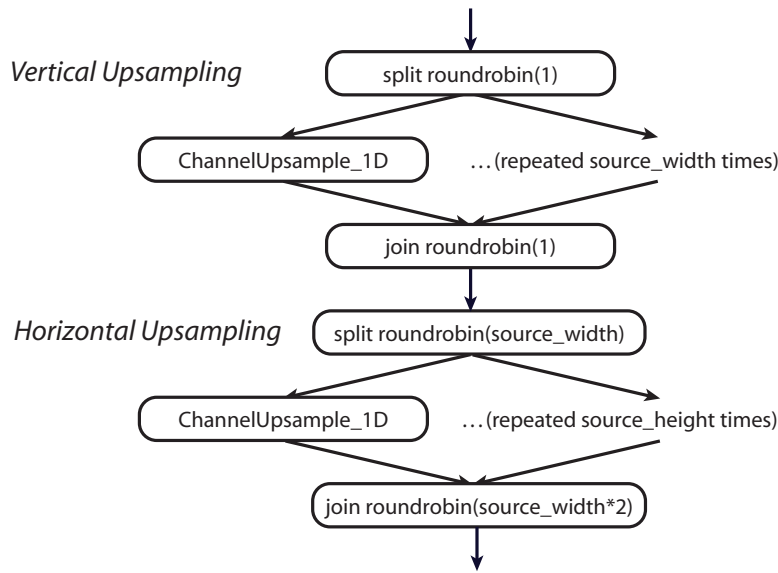 Vertical Upsampling
split roundrobin(1)
ChannelUpsample_1D
…(repeated source_width times)
join roundrobin(1)
Horizontal Upsampling
split roundrobin(source_width)
ChannelUpsample_1D
…(repeated source_height times)
join roundrobin(source_width*2)